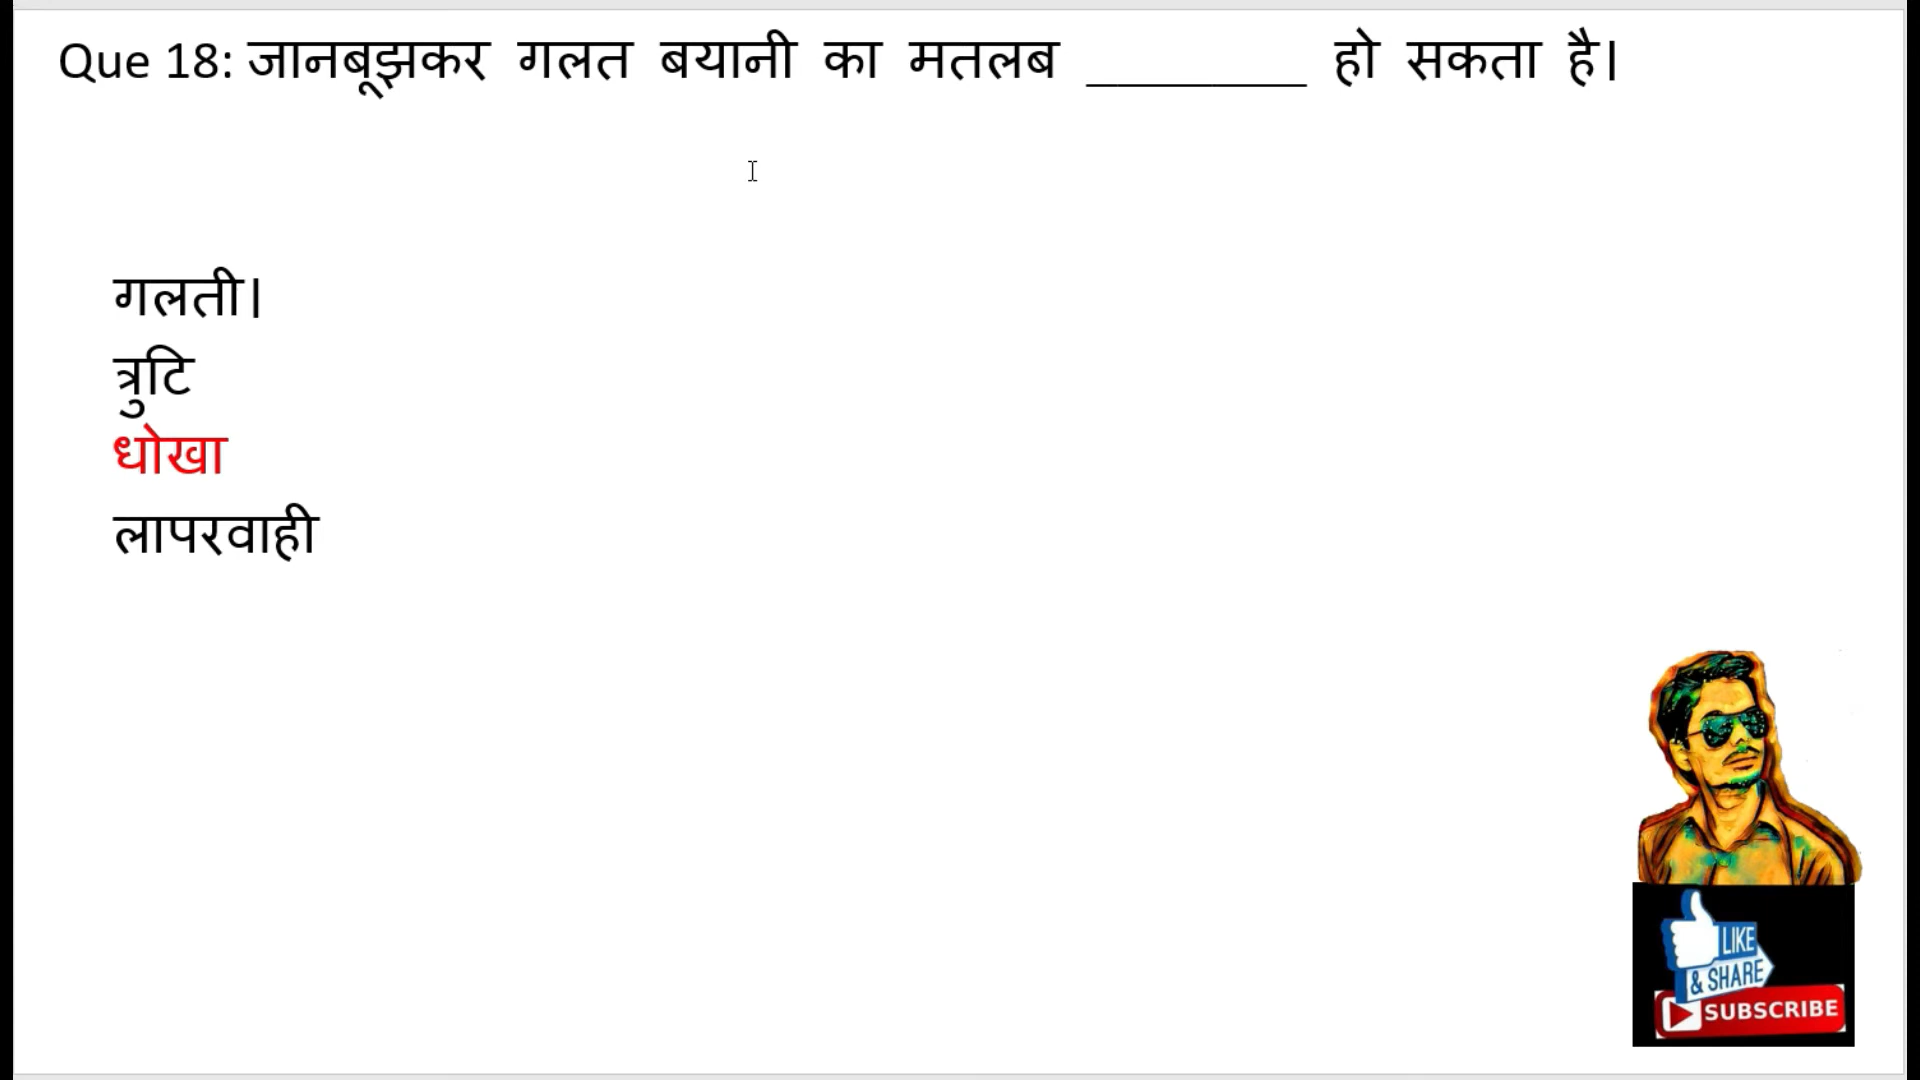 Que 18: जानबूझकर गलत बयानी का मतलब ________ हो सकता है।
गलती।
त्रुटि
धोखा
लापरवाही
LIKE
& SHARE
SUBSCRIBE